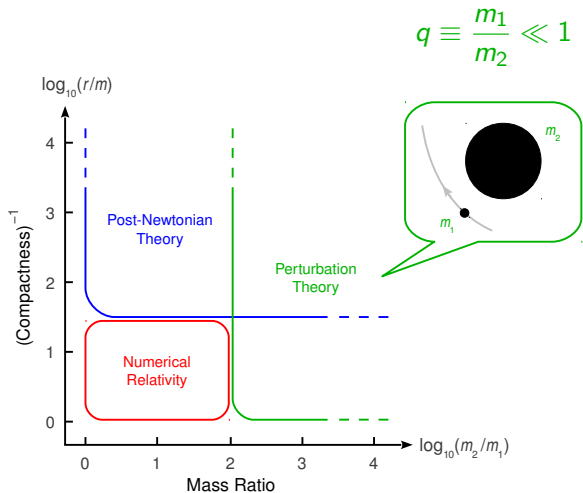 q ≡ m₁/m₂ ≪ 1
log₁₀(r/m)
m₂
m₁
4
3
2
1
0
(Compactness)⁻¹
Post-Newtonian
Theory
Perturbation
Theory
Numerical
Relativity
0 1 2 3 4
log₁₀(m₂/m₁)
Mass Ratio